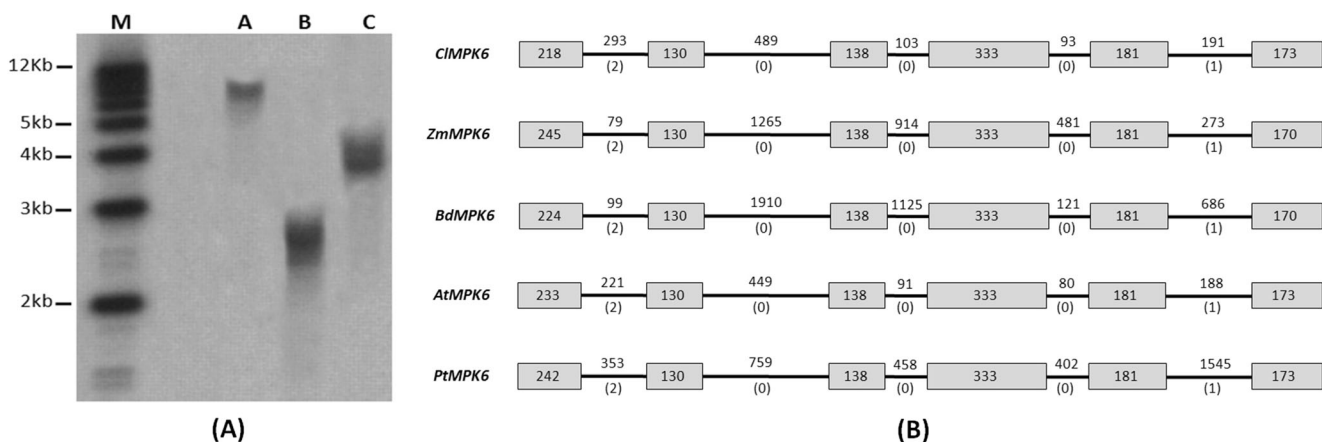 M A B C
12Kb
5kb
4kb
3kb
2kb
(A)
293 489 103 93 191
ClMPK6 218 130 138 333 181 173
(2) (0) (0) (0) (1)
79 1265 914 481 273
ZmMPK6 245 130 138 333 181 170
(2) (0) (0) (0) (1)
99 1910 1125 121 686
BdMPK6 224 130 138 333 181 170
(2) (0) (0) (0) (1)
221 449 91 80 188
AtMPK6 233 130 138 333 181 173
(2) (0) (0) (0) (1)
353 759 458 402 1545
PtMPK6 242 130 138 333 181 173
(2) (0) (0) (0) (1)
(B)